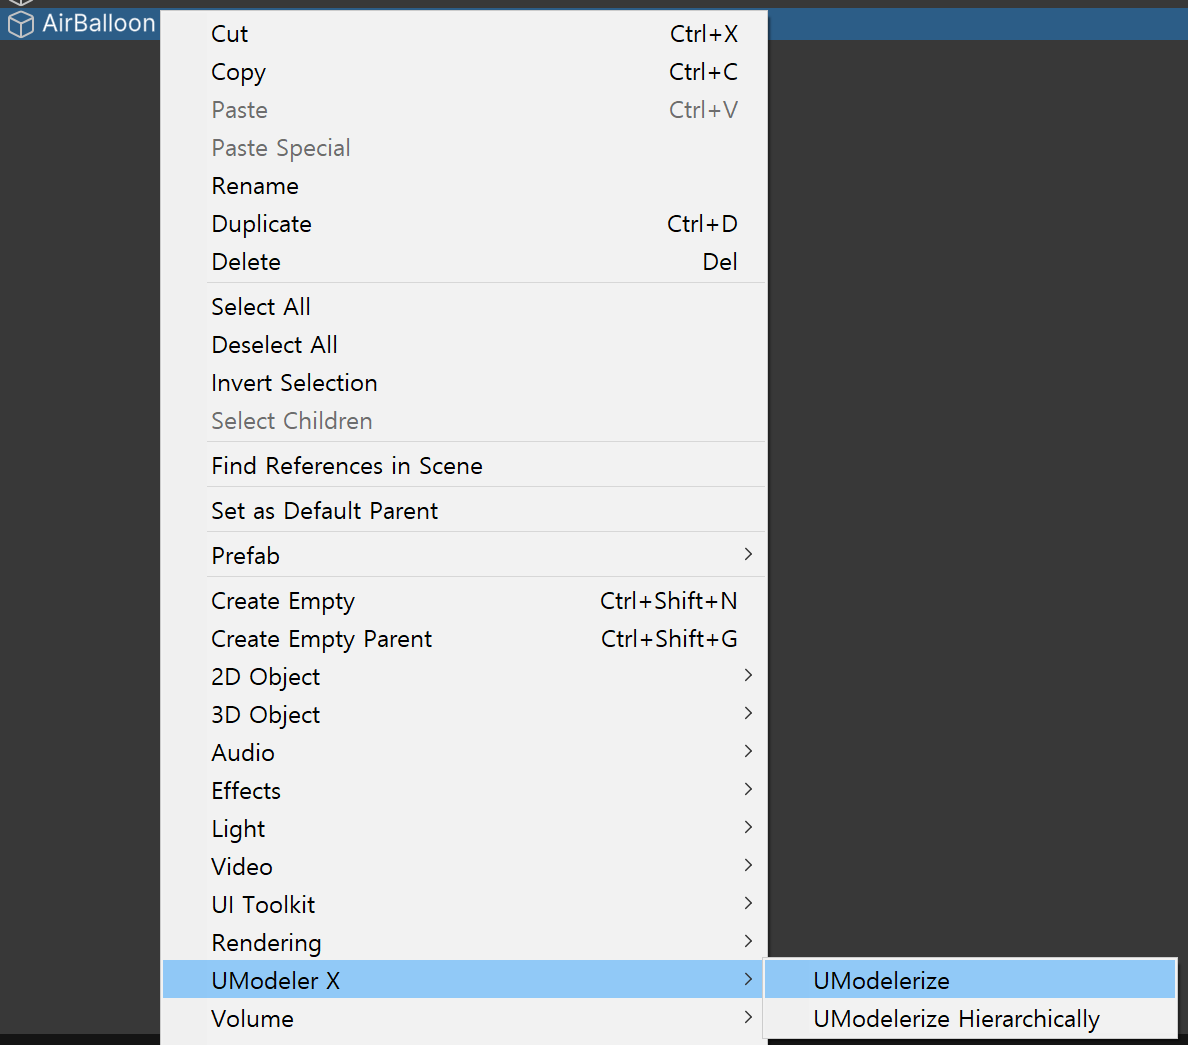 AirBalloon
Cut Ctrl+X
Copy Ctrl+C
Paste Ctrl+V
Paste Special
Rename
Duplicate Ctrl+D
Delete Del
Select All
Deselect All
Invert Selection
Select Children
Find References in Scene
Set as Default Parent
Prefab
Create Empty Ctrl+Shift+N
Create Empty Parent Ctrl+Shift+G
2D Object
3D Object
Audio
Effects
Light
Video
UI Toolkit
Rendering
UModeler X
UModelerize
Volume
UModelerize Hierarchically